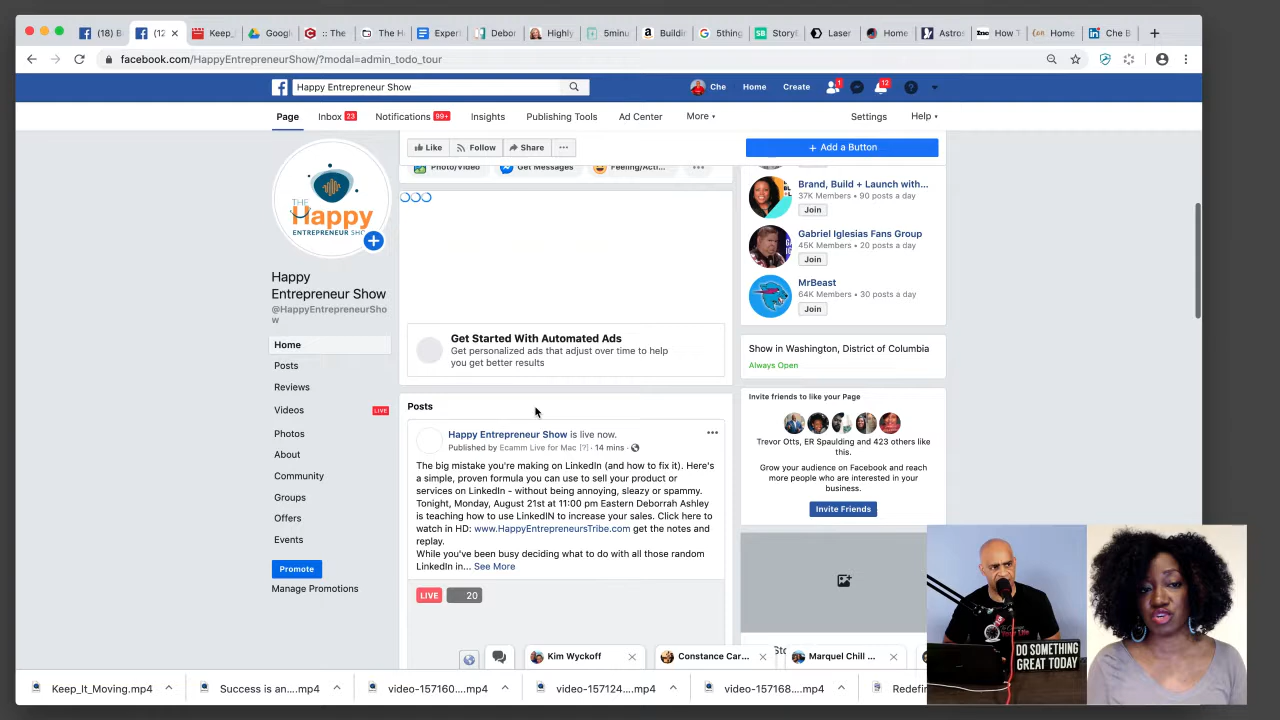 (18) B
(12
Keep_
Googl
:: The
The H
Expert
Debor
Highly
5minu
Buildin
5thing
StoryB
Laser
Home
Astros
How T
Home
Che B
facebook.com/HappyEntrepreneurShow/?modal=admin_todo_tour
Happy Entrepreneur Show
Che
Home
Create
1
12
Page
Inbox 23
Notifications 99+
Insights
Publishing Tools
Ad Center
More
Settings
Help
Like
Follow
Share
+ Add a Button
Photo/Video
Get Messages
Feeling/Acti...
THE
Happy
ENTREPRENEUR SHOW
Happy
Entrepreneur Show
@HappyEntrepreneurSho
w
Home
Posts
Reviews
Videos LIVE
Photos
About
Community
Groups
Offers
Events
Promote
Manage Promotions
Get Started With Automated Ads
Get personalized ads that adjust over time to help
you get better results
Posts
Happy Entrepreneur Show is live now.
Published by Ecamm Live for Mac [?] · 14 mins ·
The big mistake you're making on LinkedIn (and how to fix it). Here's
a simple, proven formula you can use to sell your product or
services on LinkedIn - without being annoying, sleazy or spammy.
Tonight, Monday, August 21st at 11:00 pm Eastern Deborrah Ashley
is teaching how to use LinkedIN to increase your sales. Click here to
watch in HD: www.HappyEntrepreneursTribe.com get the notes and
replay.
While you've been busy deciding what to do with all those random
LinkedIn in... See More
LIVE
20
Brand, Build + Launch with...
37K Members • 90 posts a day
Join
Gabriel Iglesias Fans Group
45K Members • 20 posts a day
Join
MrBeast
64K Members • 30 posts a day
Join
Show in Washington, District of Columbia
Always Open
Invite friends to like your Page
Trevor Otts, ER Spaulding and 423 others like
this.
Grow your audience on Facebook and reach
more people who are interested in your
business.
Invite Friends
Kim Wyckoff
Constance Car...
Marquel Chill ...
DO SOMETHING
GREAT TODAY
Keep_It_Moving.mp4
Success is an....mp4
video-157160....mp4
video-157124....mp4
video-157168....mp4
Redefi